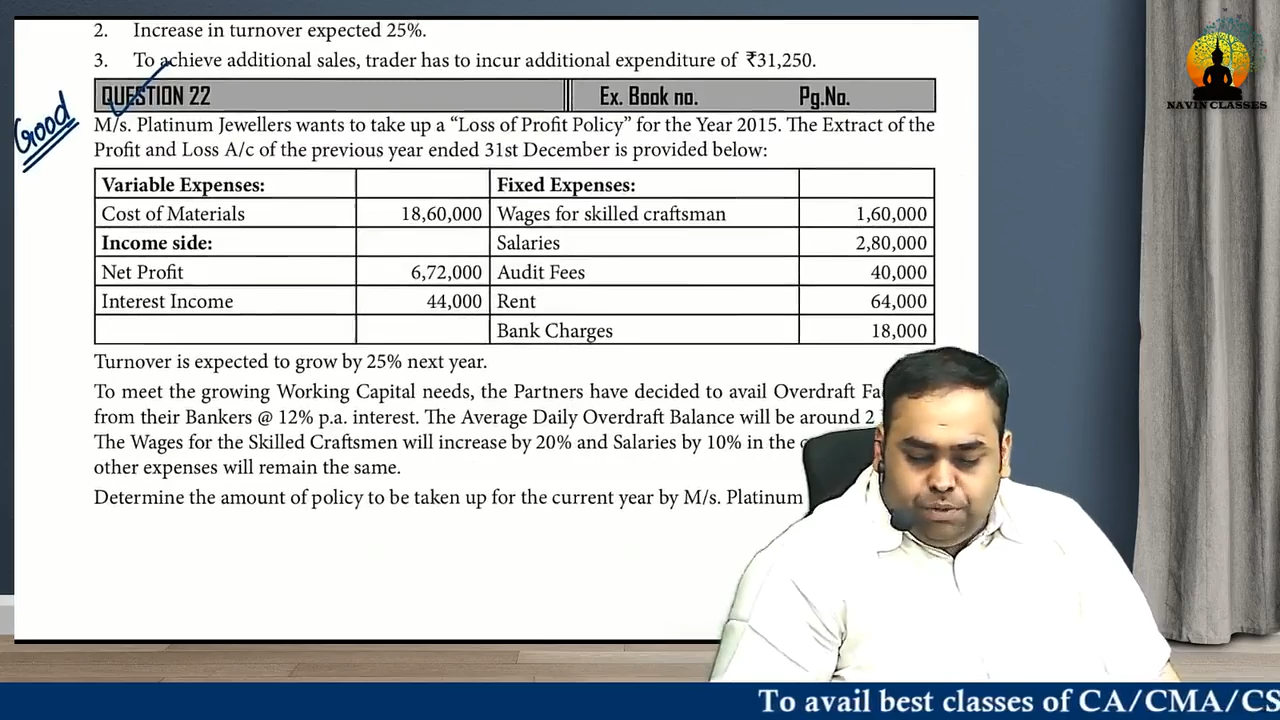 2. Increase in turnover expected 25%.
3. To achieve additional sales, trader has to incur additional expenditure of ₹31,250.
QUESTION 22 Ex. Book no. Pg.No.
Good
M/s. Platinum Jewellers wants to take up a “Loss of Profit Policy” for the Year 2015. The Extract of the
Profit and Loss A/c of the previous year ended 31st December is provided below:
Variable Expenses: Fixed Expenses:
Cost of Materials 18,60,000 Wages for skilled craftsman 1,60,000
Income side: Salaries 2,80,000
Net Profit 6,72,000 Audit Fees 40,000
Interest Income 44,000 Rent 64,000
Bank Charges 18,000
Turnover is expected to grow by 25% next year.
To meet the growing Working Capital needs, the Partners have decided to avail Overdraft
from their Bankers @ 12% p.a. interest. The Average Daily Overdraft Balance will be around 2
The Wages for the Skilled Craftsmen will increase by 20% and Salaries by 10% in the
other expenses will remain the same.
Determine the amount of policy to be taken up for the current year by M/s. Platinum
NAVIN CLASSES
To avail best classes of CA/CMA/CS